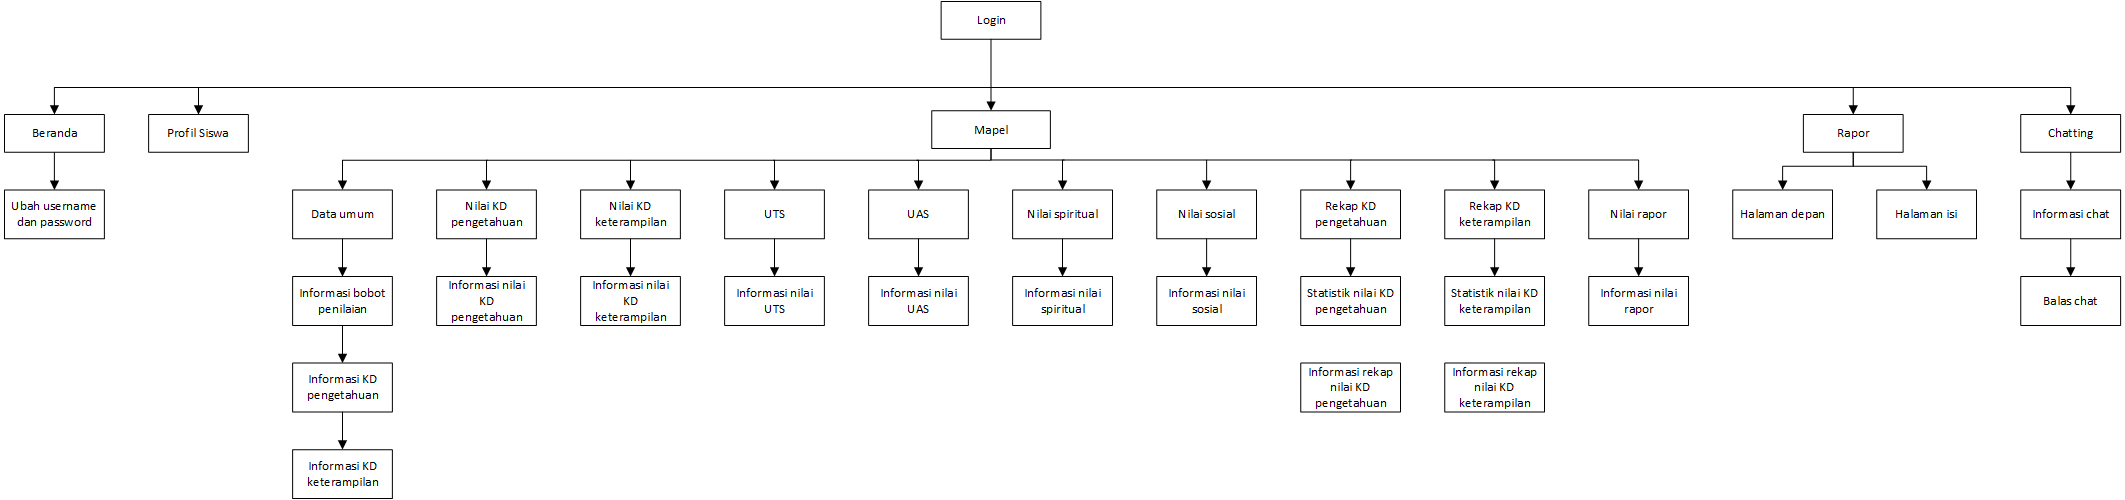 Login
Beranda
Profil Siswa
Mapel
Rapor
Chatting
Ubah username
dan password
Data umum
Nilai KD
pengetahuan
Nilai KD
keterampilan
UTS
UAS
Nilai spiritual
Nilai sosial
Rekap KD
pengetahuan
Rekap KD
keterampilan
Nilai rapor
Halaman depan
Halaman isi
Informasi chat
Informasi bobot
penilaian
Informasi nilai
KD
pengetahuan
Informasi nilai
KD
keterampilan
Informasi nilai
UTS
Informasi nilai
UAS
Informasi nilai
spiritual
Informasi nilai
sosial
Statistik nilai KD
pengetahuan
Statistik nilai KD
keterampilan
Informasi nilai
rapor
Balas chat
Informasi KD
pengetahuan
Informasi rekap
nilai KD
pengetahuan
Informasi rekap
nilai KD
keterampilan
Informasi KD
keterampilan